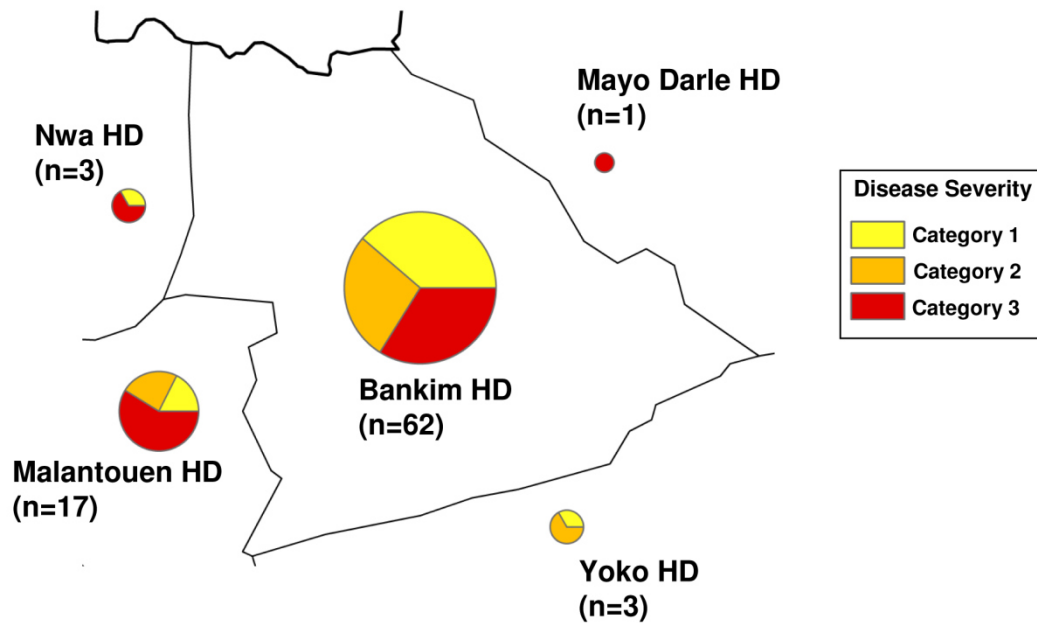 Mayo Darle HD
(n=1)
Nwa HD
(n=3)
Disease Severity
Category 1
Category 2
Category 3
Bankim HD
(n=62)
Malantouen HD
(n=17)
Yoko HD
(n=3)